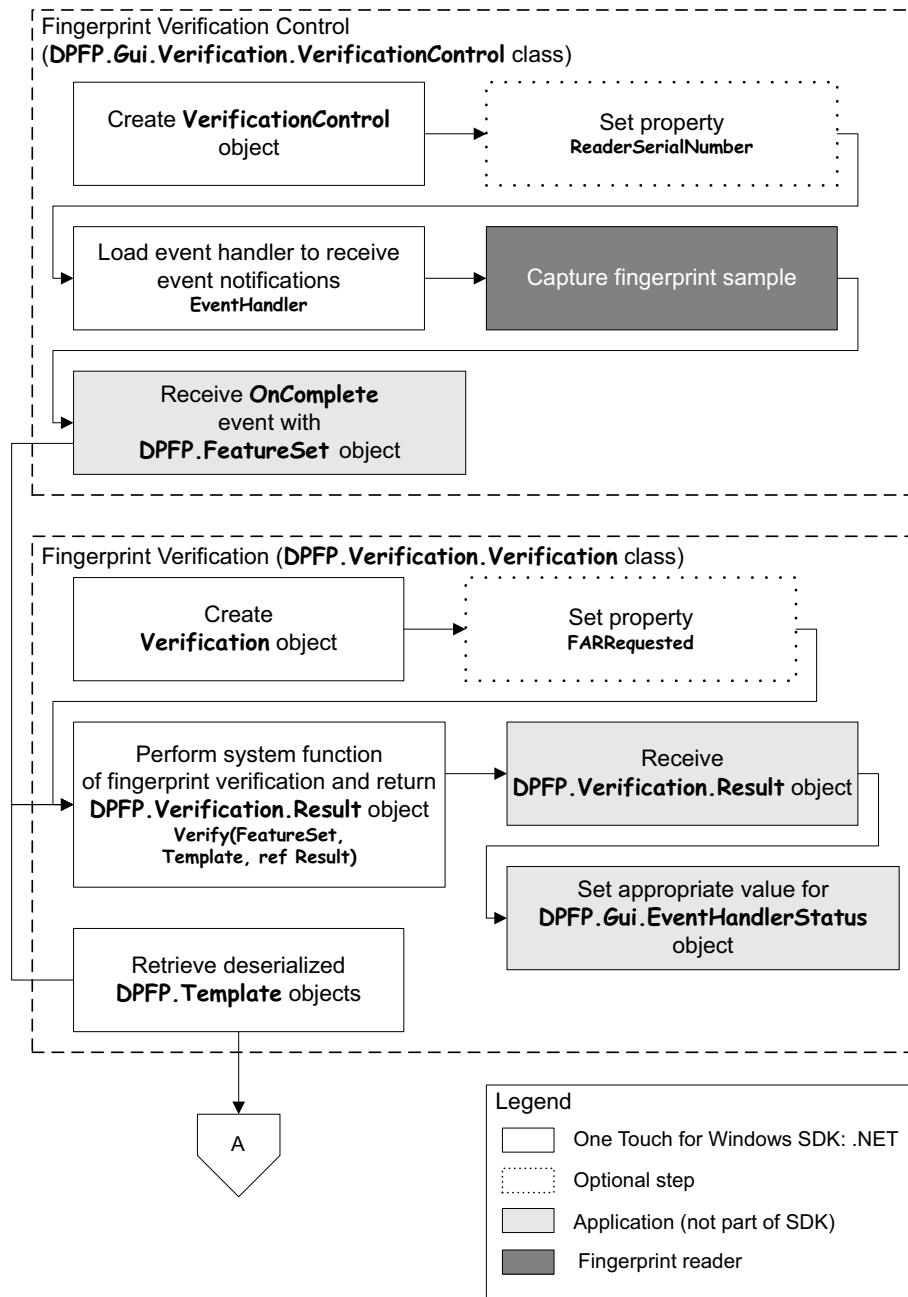 Fingerprint Verification Control
(DPFP.Gui.Verification.VerificationControl class)
Create VerificationControl
object
Set property
ReaderSerialNumber
Load event handler to receive
event notifications
EventHandler
Capture fingerprint sample
Receive OnComplete
event with
DPFP.FeatureSet object
Fingerprint Verification (DPFP.Verification.Verification class)
Create
Verification object
Set property
FARRequested
Perform system function
of fingerprint verification and return
DPFP.Verification.Result object
Verify(FeatureSet,
Template, ref Result)
Receive
DPFP.Verification.Result object
Set appropriate value for
DPFP.Gui.EventHandlerStatus
object
Retrieve deserialized
DPFP.Template objects
A
Legend
One Touch for Windows SDK: .NET
Optional step
Application (not part of SDK)
Fingerprint reader